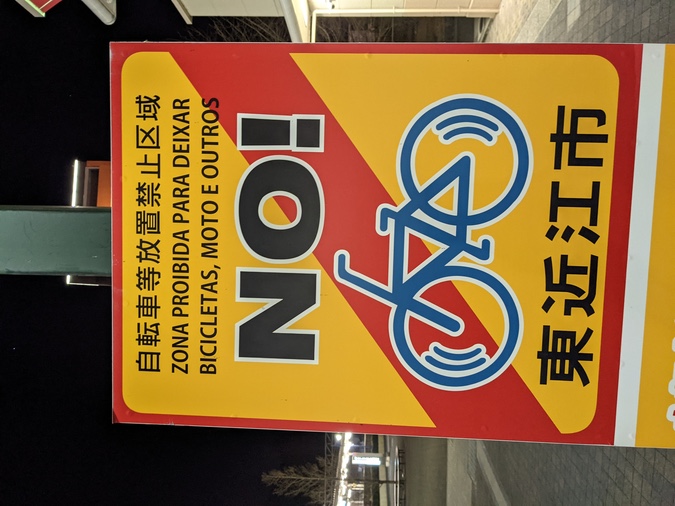 自転車等放置禁止区域
ZONA PROIBIDA PARA DEIXAR
BICICLETAS, MOTO E OUTROS
NO!
東近江市